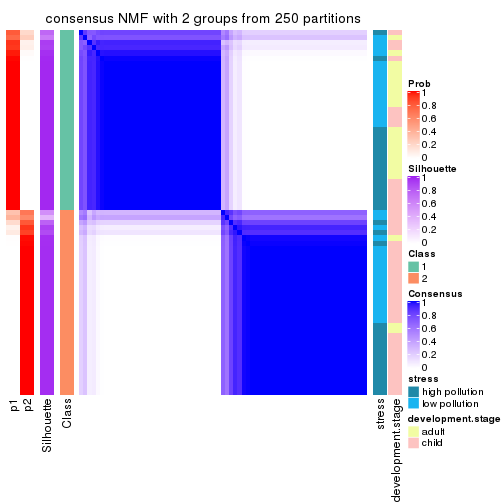 consensus NMF with 2 groups from 250 partitions
Prob
1
0.8
0.6
0.4
0.2
0
Silhouette
1
0.8
0.6
0.4
0.2
0
Class
1
2
Consensus
1
0.8
0.6
0.4
0.2
0
stress
high pollution
low pollution
development.stage
adult
child
p1
p2
Silhouette
Class
stress
development.stage